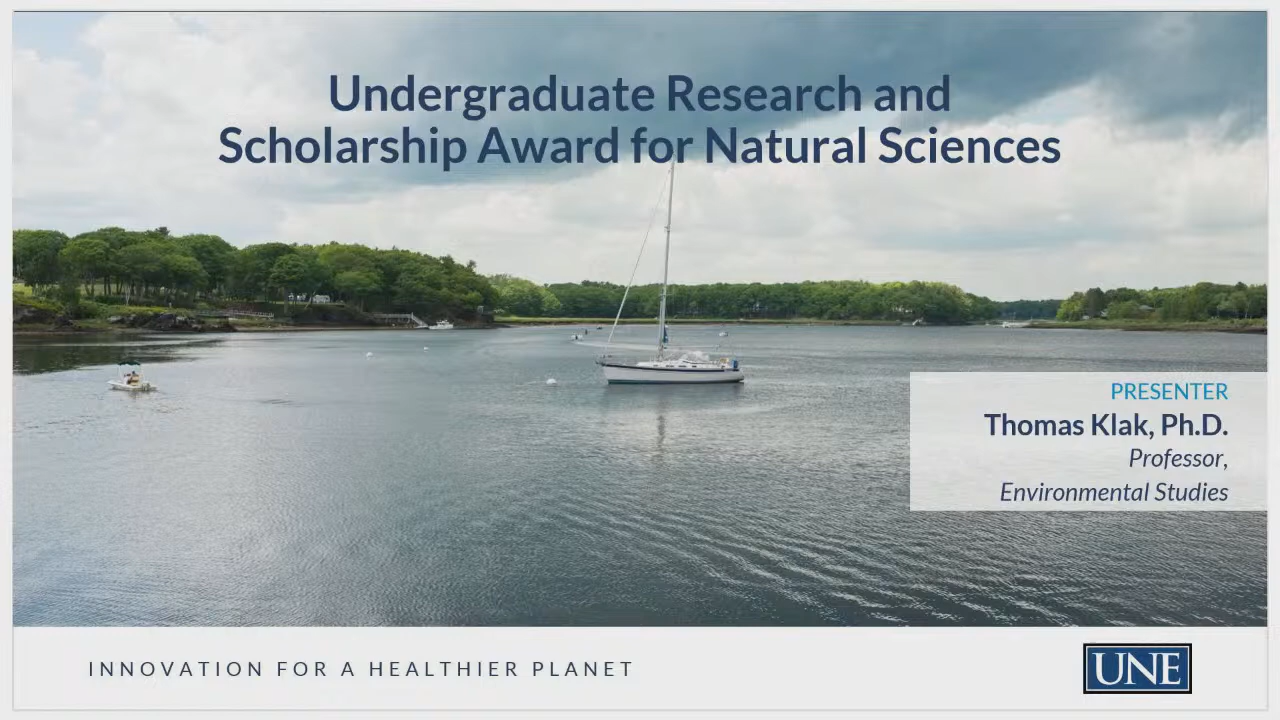 Undergraduate Research and
Scholarship Award for Natural Sciences
PRESENTER
Thomas Klak, Ph.D.
Professor,
Environmental Studies
INNOVATION FOR A HEALTHIER PLANET
UNE